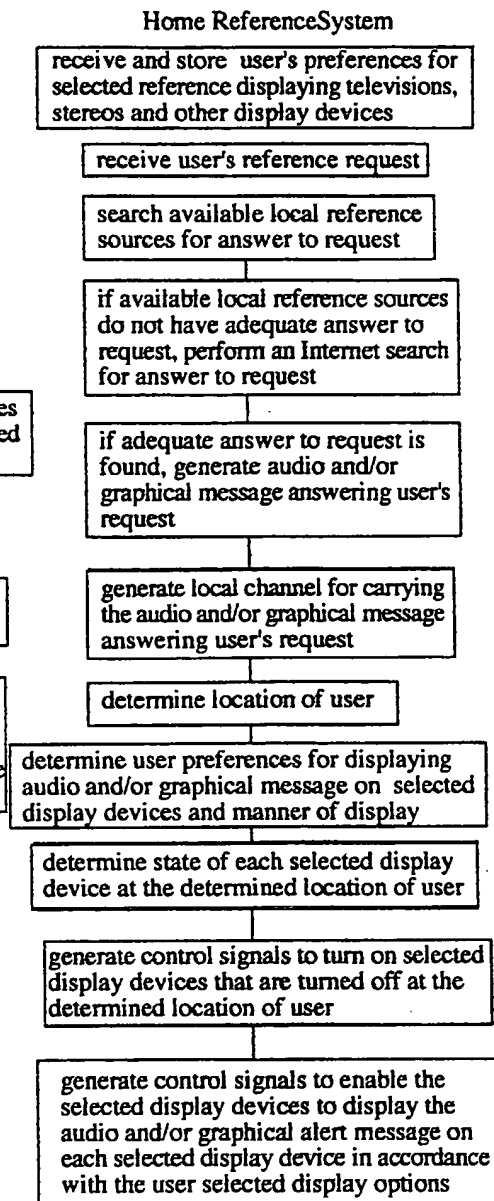 Home ReferenceSystem
receive and store user's preferences for
selected reference displaying televisions,
stereos and other display devices
receive user's reference request
search available local reference
sources for answer to request
if available local reference sources
do not have adequate answer to
request, perform an Internet search
for answer to request
es
ed
if adequate answer to request is
found, generate audio and/or
graphical message answering user's
request
generate local channel for carrying
the audio and/or graphical message
answering user's request
determine location of user
e
determine user preferences for displaying
audio and/or graphical message on selected
display devices and manner of display
determine state of each selected display
device at the determined location of user
generate control signals to turn on selected
display devices that are turned off at the
determined location of user
generate control signals to enable the
selected display devices to display the
audio and/or graphical alert message on
each selected display device in accordance
with the user selected display options